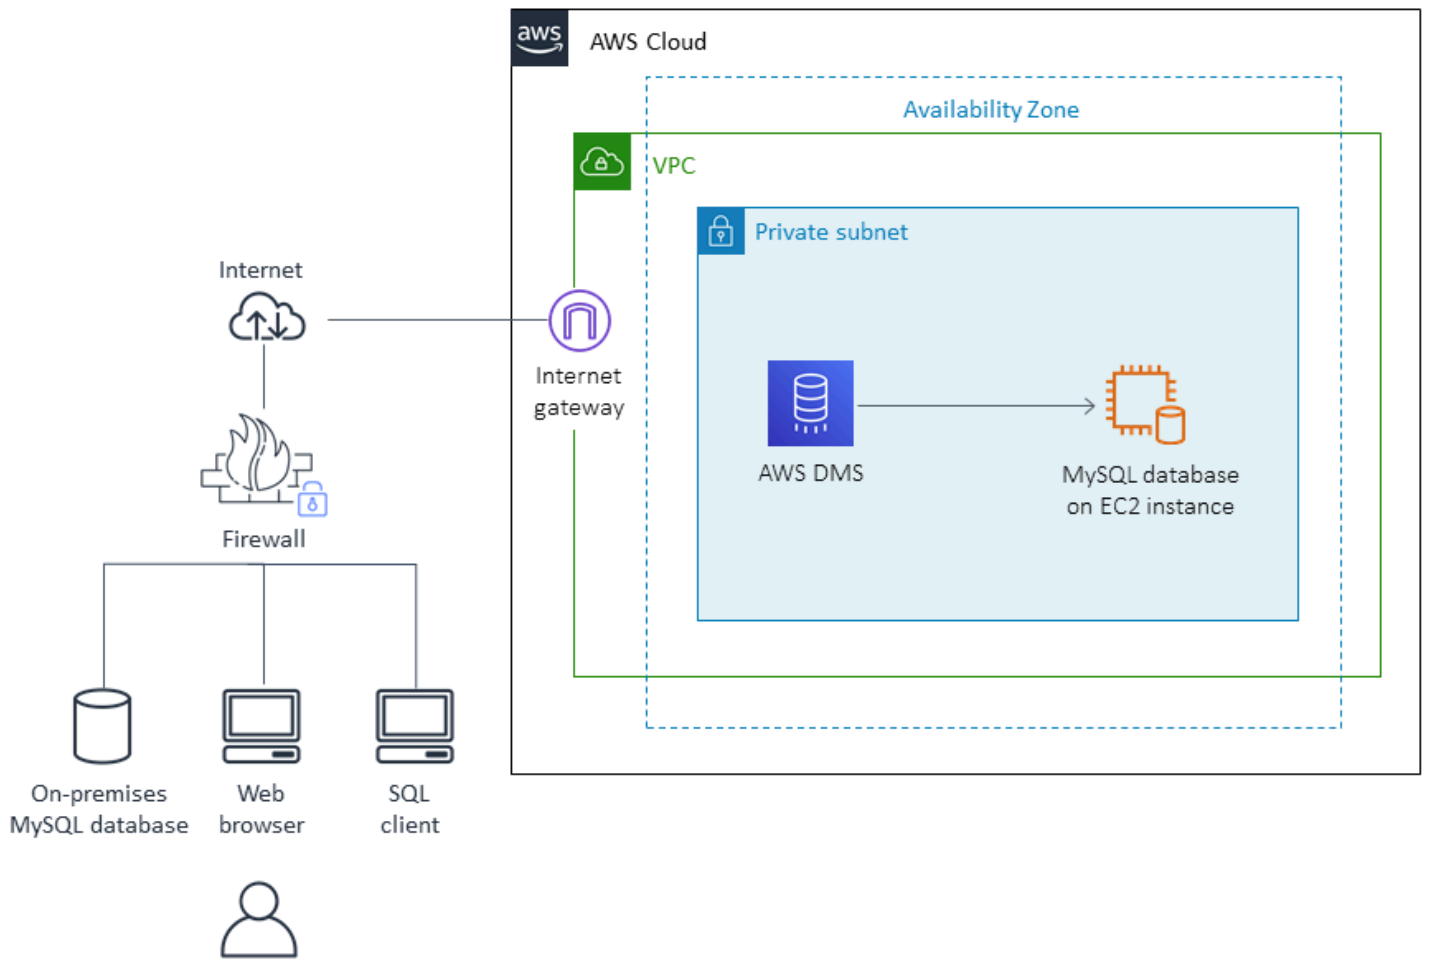 aws
AWS Cloud
Availability Zone
VPC
Private subnet
Internet
Internet
gateway
AWS DMS
MySQL database
on EC2 instance
Firewall
On-premises
MySQL database
Web
browser
SQL
client